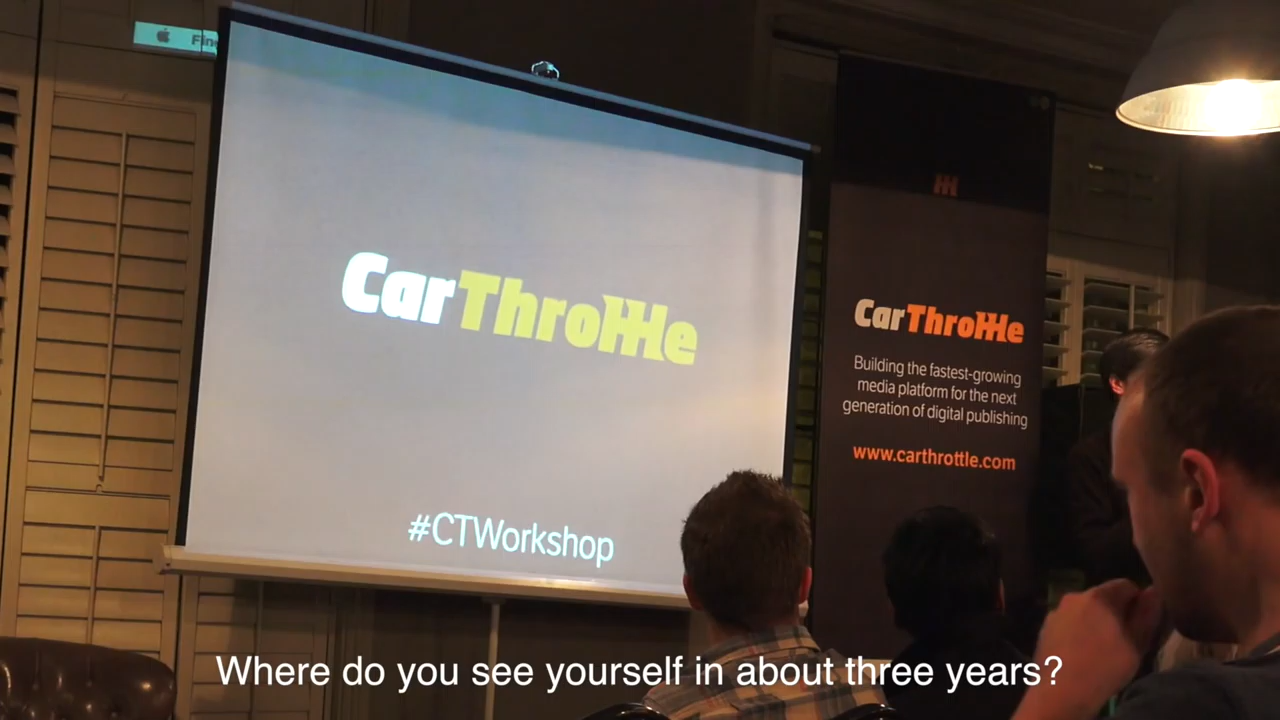 Fin
CarThrottle
#CTWorkshop
CarThrottle
Building the fastest-growing
media platform for the next
generation of digital publishing
www.carthrottle.com
Where do you see yourself in about three years?